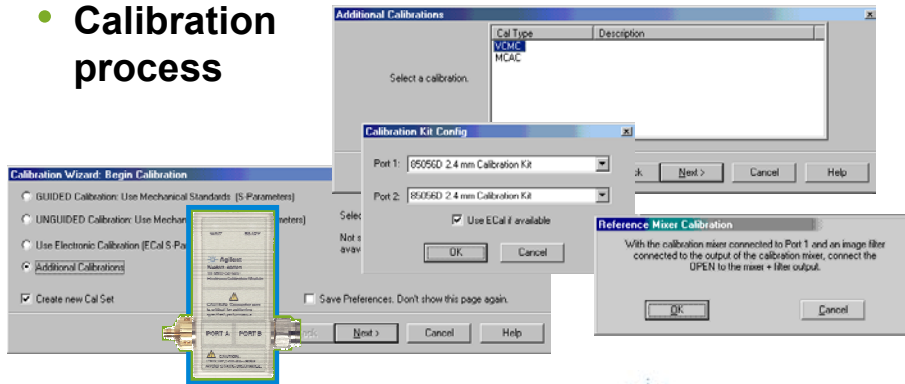 • Calibration
process
Additional Calibrations
Cal Type Description
VCMC
MCAC
Select a calibration.
Next > Cancel Help
Calibration Kit Config
Port 1: 85056D 2.4 mm Calibration Kit
Port 2: 85056D 2.4 mm Calibration Kit
Use ECal if available
OK Cancel
Calibration Wizard: Begin Calibration
GUIDED Calibration: Use Mechanical Standards (S-Parameters)
UNGUIDED Calibration: Use Mechan
Use Electronic Calibration (ECal S-Pa
Additional Calibrations
Create new Cal Set
Save Preferences. Don't show this page again.
Next > Cancel Help
WAIT READY
Agilent
PORT A PORT B
Reference Mixer Calibration
With the calibration mixer connected to Port 1 and an image filter
connected to the output of the calibration mixer, connect the
OPEN to the mixer + filter output.
OK Cancel